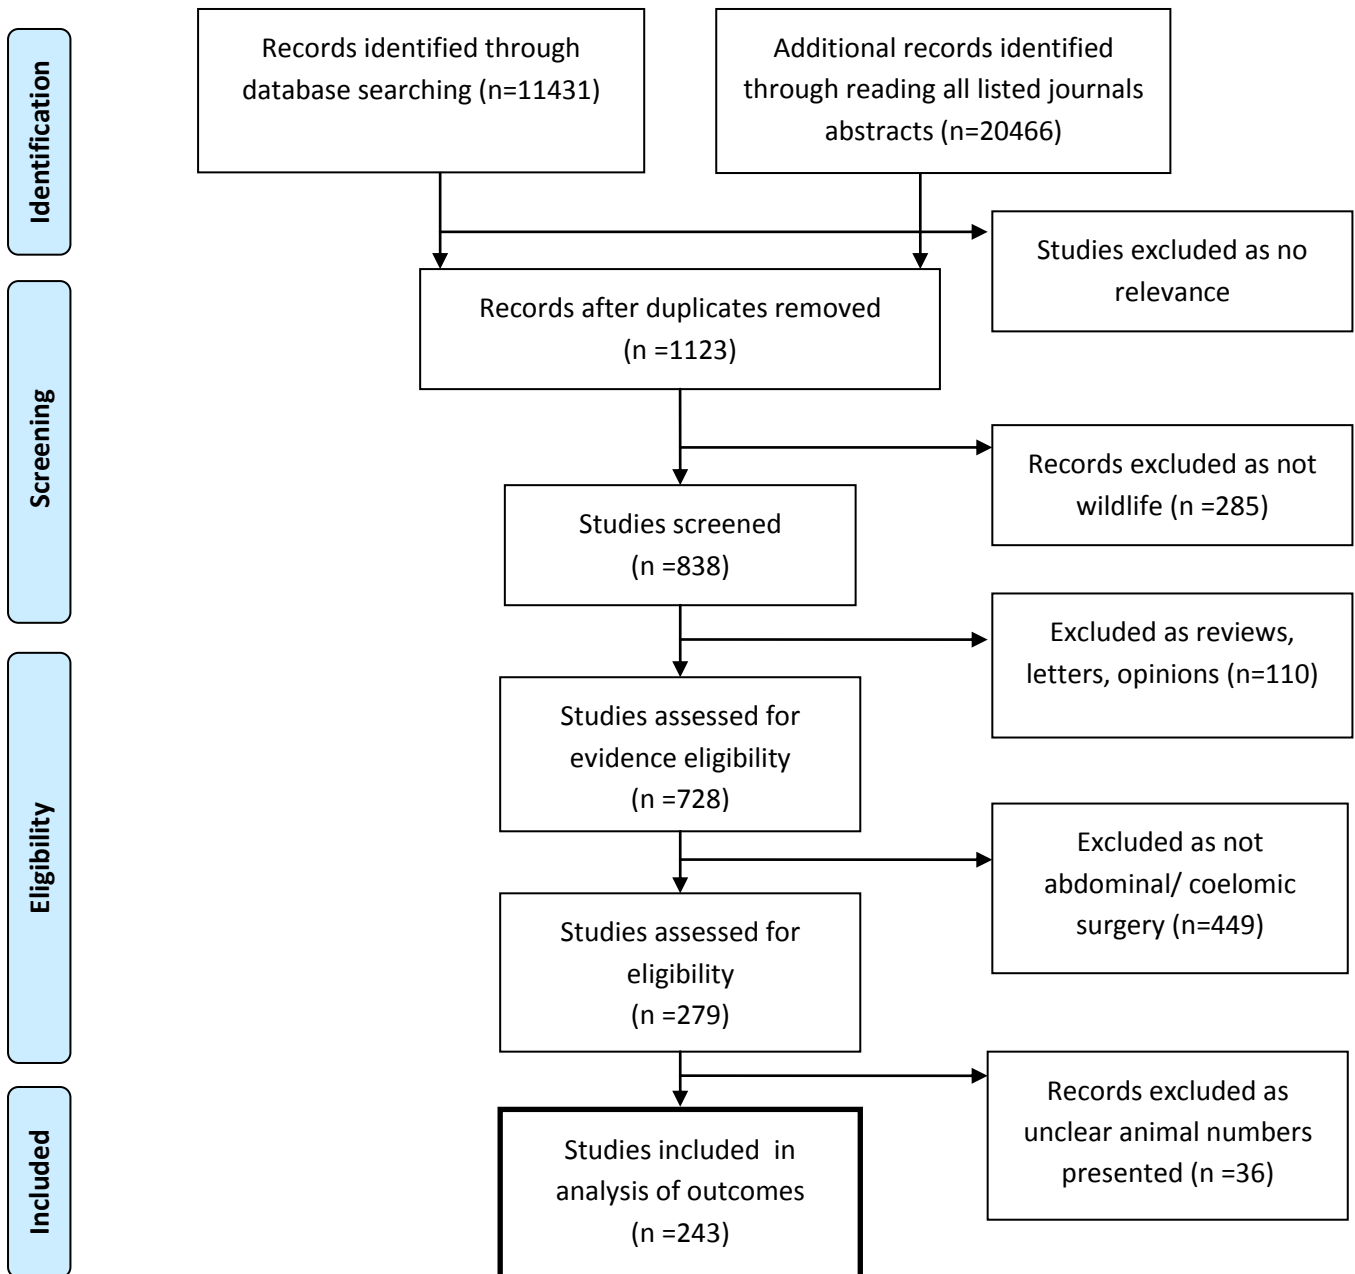 Identification
Records identified through
database searching (n=11431)
Additional records identified
through reading all listed journals
abstracts (n=20466)
Studies excluded as no
relevance
Screening
Records after duplicates removed
(n =1123)
Records excluded as not
wildlife (n =285)
Studies screened
(n =838)
Excluded as reviews,
letters, opinions (n=110)
Eligibility
Studies assessed for
evidence eligibility
(n =728)
Excluded as not
abdominal/ coelomic
surgery (n=449)
Studies assessed for
eligibility
(n =279)
Records excluded as
unclear animal numbers
presented (n =36)
Included
Studies included  in
analysis of outcomes
(n =243)